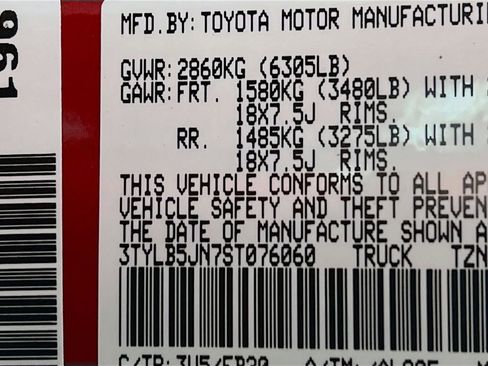 961
MFD.BY:TOYOTA MOTOR MANUFACTURI
GVWR:2860KG (6305LB)
GAWR:FRT. 1580KG (3480LB) WITH
18X7.5J RIMS.
RR. 1485KG (3275LB) WITH
18X7.5J RIMS.
THIS VEHICLE CONFORMS TO ALL AP
VEHICLE SAFETY AND THEFT PREVEN
THE DATE OF MANUFACTURE SHOWN A
3TYLB5JN7ST076060 TRUCK TZN